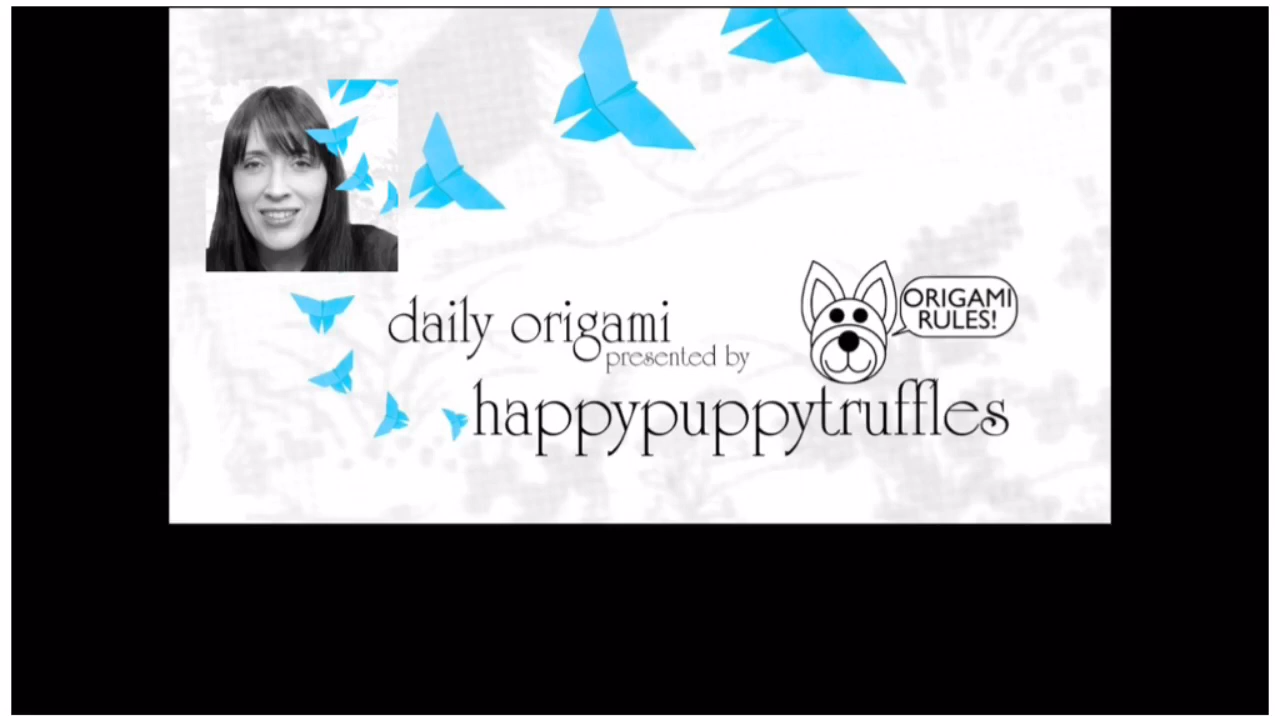 daily origami
presented by
happypuppytruffles
ORIGAMI
RULES!